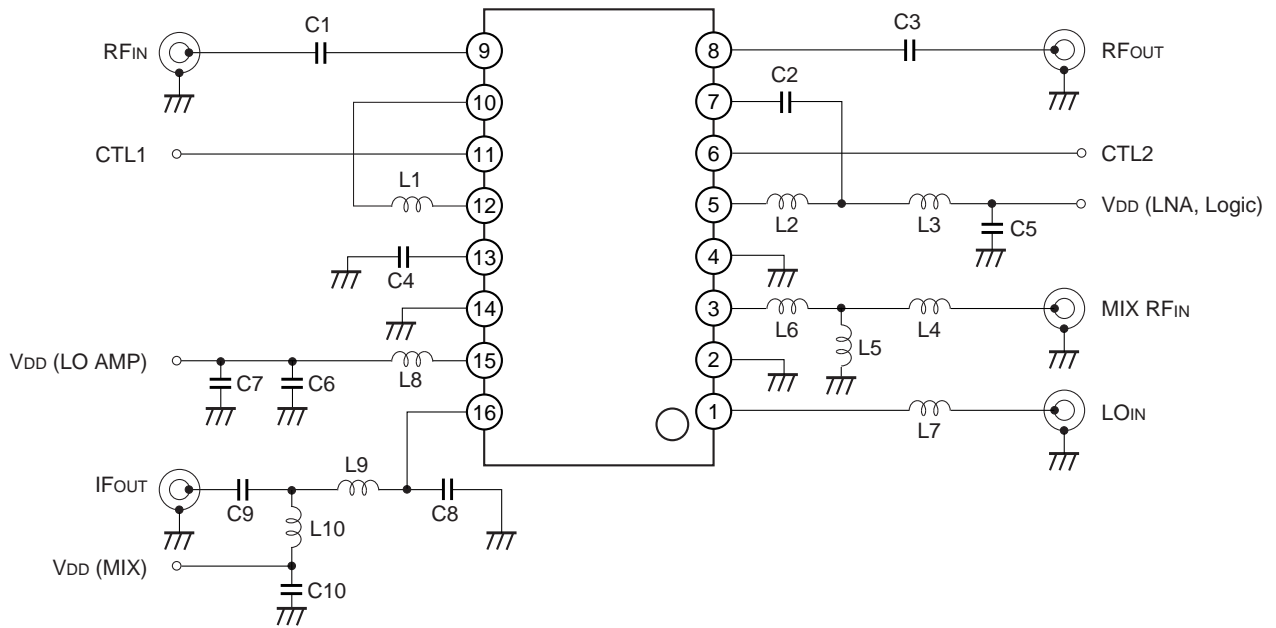 C1
C3
RFIN
9
8
RFOUT
C2
10
7
CTL1
11
6
CTL2
L1
12
5
L2
L3
VDD (LNA, Logic)
C5
13
4
C4
14
3
L6
L4
MIX RFIN
L5
VDD (LO AMP)
15
2
C7
C6
L8
16
1
LOIN
L7
L9
IFOUT
C9
C8
L10
VDD (MIX)
C10